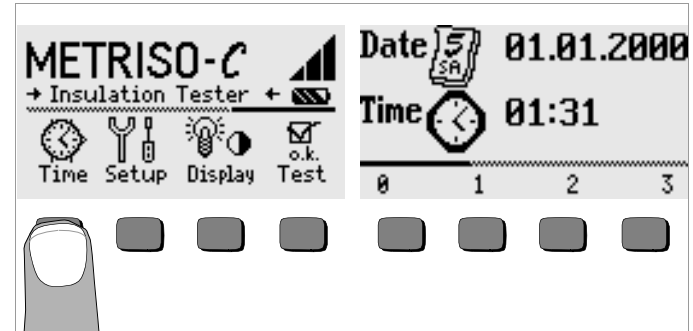 METRISO-C
→ Insulation Tester ←
Time Setup Display o.k. Test
Date 5 SA 01.01.2000
Time 01:31
0 1 2 3